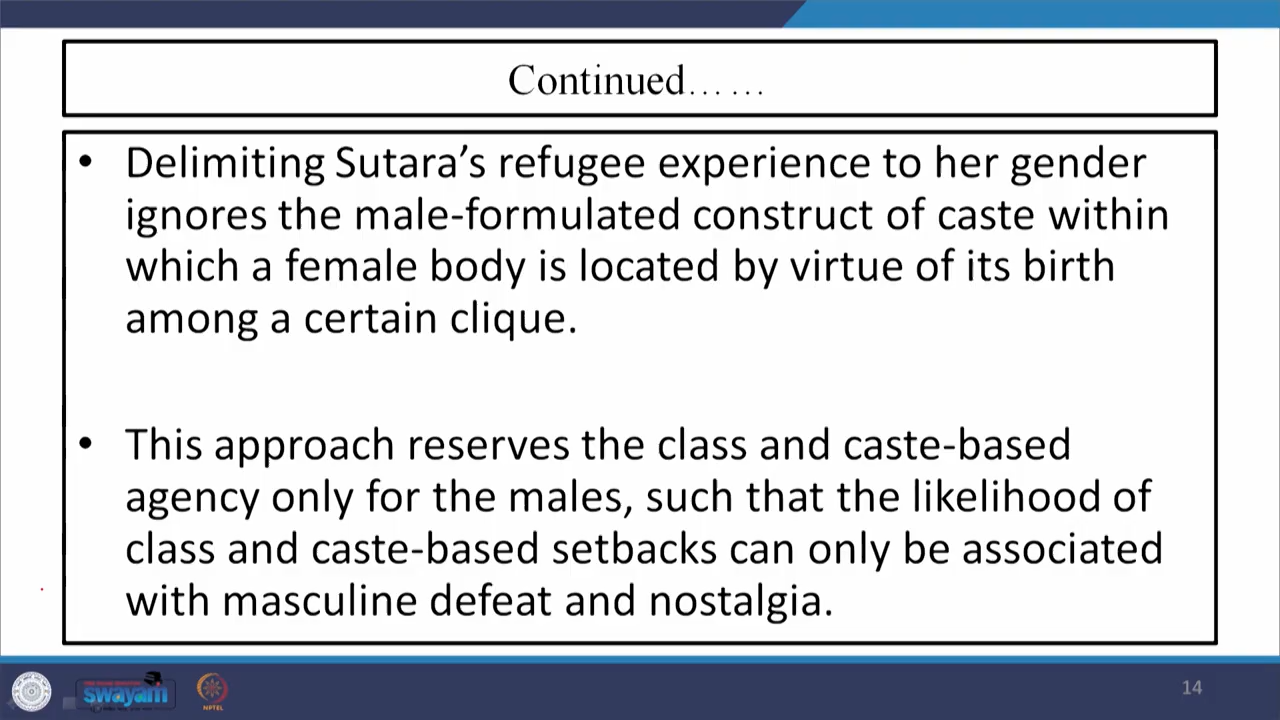 Continued……
• Delimiting Sutara’s refugee experience to her gender
ignores the male-formulated construct of caste within
which a female body is located by virtue of its birth
among a certain clique.
• This approach reserves the class and caste-based
agency only for the males, such that the likelihood of
class and caste-based setbacks can only be associated
with masculine defeat and nostalgia.
swayam
NPTEL
14